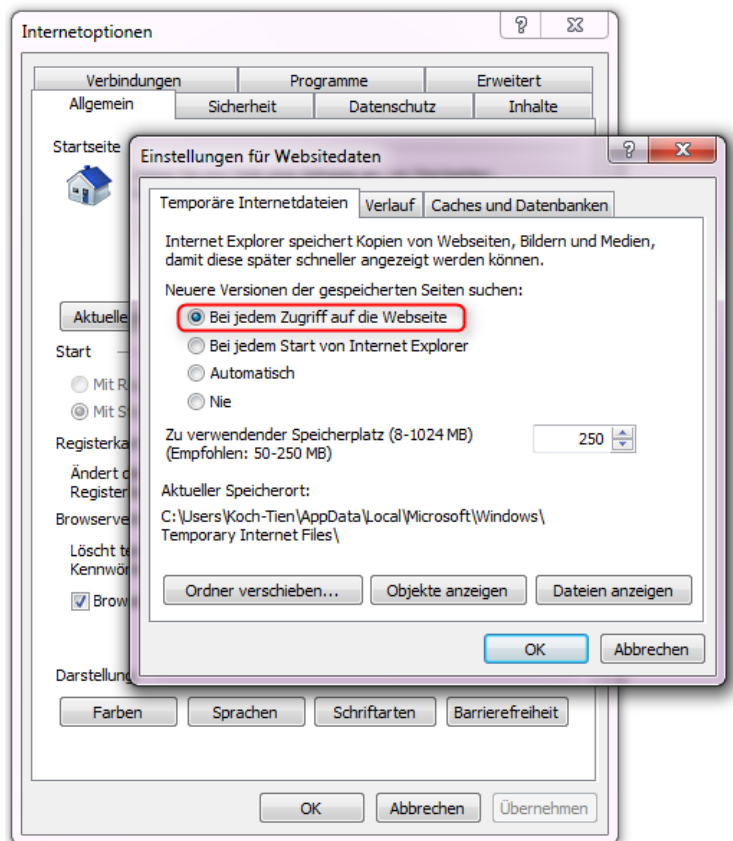 Internetoptionen
Verbindungen Programme Erweitert
Allgemein Sicherheit Datenschutz Inhalte
Startseite
Einstellungen für Websitedaten
Temporäre Internetdateien Verlauf Caches und Datenbanken
Internet Explorer speichert Kopien von Webseiten, Bildern und Medien,
damit diese später schneller angezeigt werden können.
Neuere Versionen der gespeicherten Seiten suchen:
Aktuelle
Bei jedem Zugriff auf die Webseite
Start
Bei jedem Start von Internet Explorer
Mit R
Automatisch
Mit S
Nie
Registerka
Zu verwendender Speicherplatz (8-1024 MB) 250
(Empfohlen: 50-250 MB)
Ändert d
Register
Aktueller Speicherort:
Browserve
C:\Users\Koch-Tien\AppData\Local\Microsoft\Windows\
Temporary Internet Files\
Löscht te
Kennwör
Brow
Ordner verschieben... Objekte anzeigen Dateien anzeigen
OK Abbrechen
Darstellung
Farben Sprachen Schriftarten Barrierefreiheit
OK Abbrechen Übernehmen